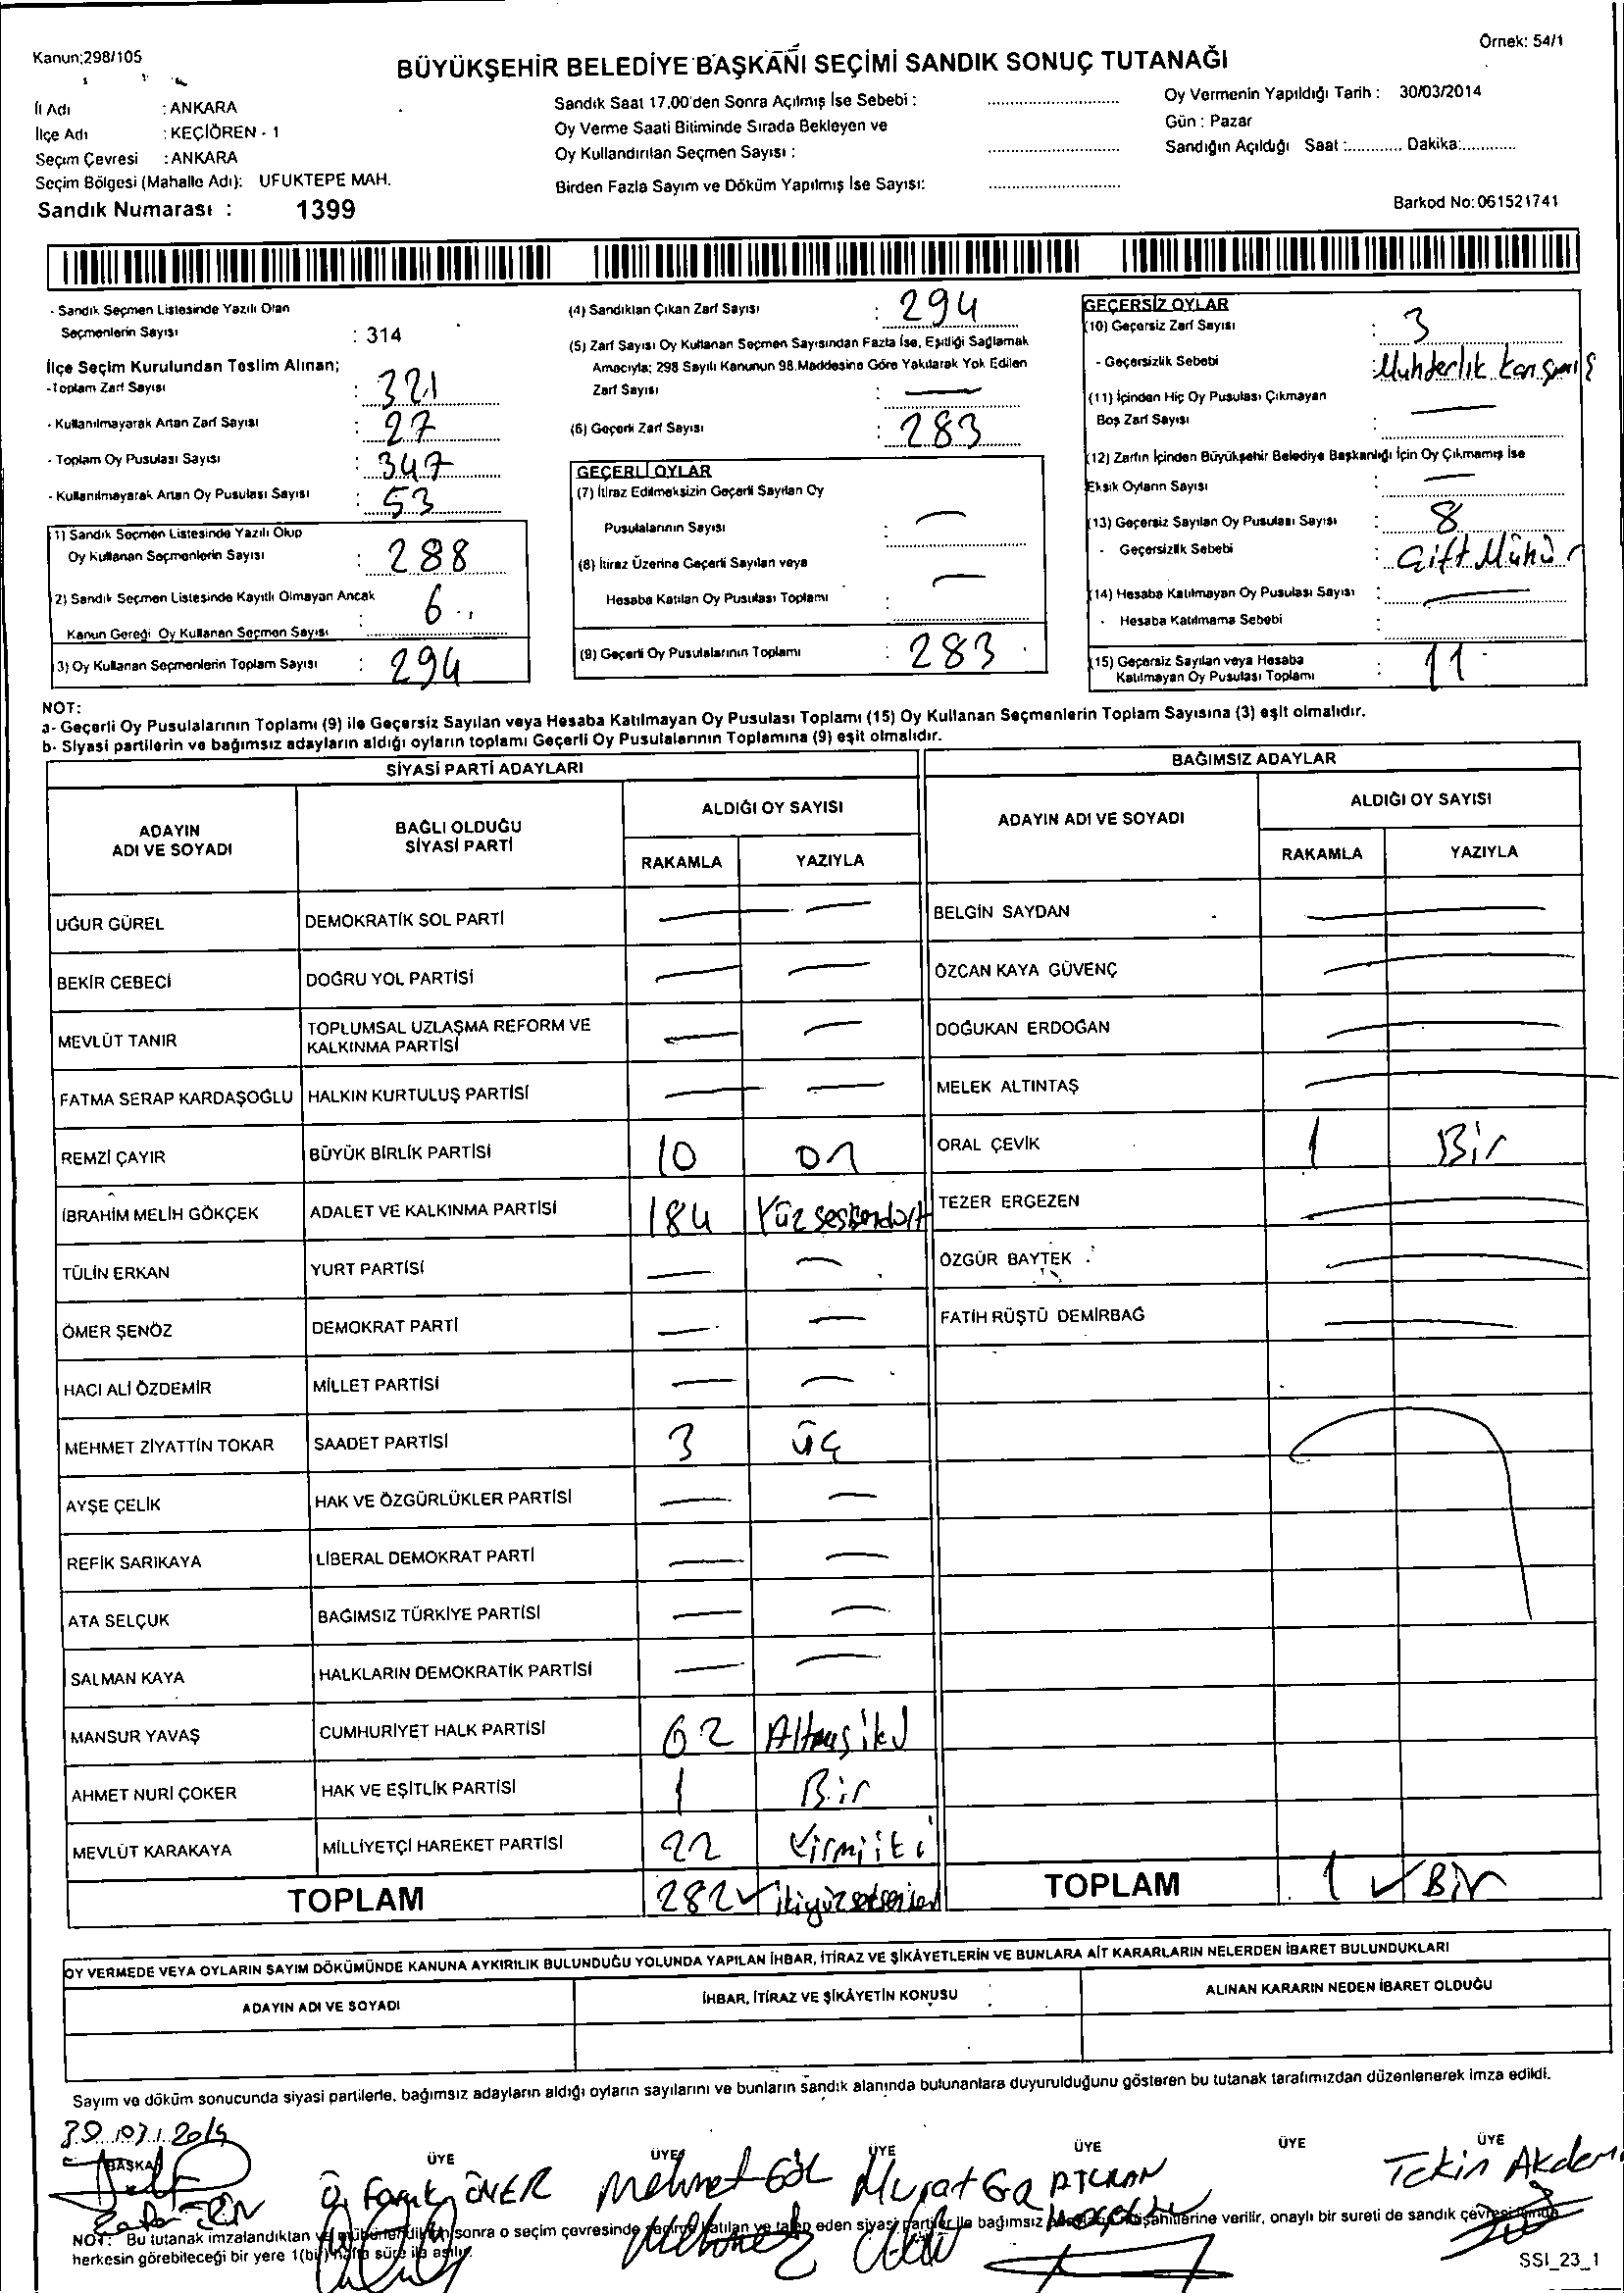 Kanun;298/105
Örnek: 54/1
BÜYÜKŞEHİR BELEDİYE BAŞKANI SEÇİMİ SANDIK SONUÇ TUTANAĞI
İl Adı : ANKARA
İlçe Adı : KEÇİÖREN - 1
Seçim Çevresi : ANKARA
Seçim Bölgesi (Mahalle Adı): UFUKTEPE MAH.
Sandık Numarası : 1399
Sandık Saat 17.00'den Sonra Açılmış İse Sebebi :
Oy Verme Saati Bitiminde Sırada Bekleyen ve
Oy Kullandırılan Seçmen Sayısı :
Birden Fazla Sayım ve Döküm Yapılmış İse Sayısı:
Oy Vermenin Yapıldığı Tarih : 30/03/2014
Gün : Pazar
Sandığın Açıldığı Saat :............ Dakika:............
Barkod No: 061521741
- Sandık Seçmen Listesinde Yazılı Olan
Seçmenlerin Sayısı : 314
İlçe Seçim Kurulundan Teslim Alınan;
- Toplam Zarf Sayısı : 321
- Kullanılmayarak Artan Zarf Sayısı : 27
- Toplam Oy Pusulası Sayısı : 347
- Kullanılmayarak Artan Oy Pusulası Sayısı : 53
1) Sandık Seçmen Listesinde Yazılı Olup
Oy Kullanan Seçmenlerin Sayısı : 288
2) Sandık Seçmen Listesinde Kayıtlı Olmayan Ancak
Kanun Gereği Oy Kullanan Seçmen Sayısı : 6
3) Oy Kullanan Seçmenlerin Toplam Sayısı : 294
(4) Sandıktan Çıkan Zarf Sayısı : 294
(5) Zarf Sayısı Oy Kullanan Seçmen Sayısından Fazla İse, Eşitliği Sağlamak
Amacıyla; 298 Sayılı Kanunun 98.Maddesine Göre Yakılarak Yok Edilen
Zarf Sayısı : —
(6) Geçerli Zarf Sayısı : 283
GEÇERLİ OYLAR
(7) İtiraz Edilmeksizin Geçerli Sayılan Oy
Pusulalarının Sayısı : —
(8) İtiraz Üzerine Geçerli Sayılan veya
Hesaba Katılan Oy Pusulası Toplamı : —
(9) Geçerli Oy Pusulalarının Toplamı : 283
GEÇERSİZ OYLAR
(10) Geçersiz Zarf Sayısı : 3
- Geçersizlik Sebebi : Muhderlık karışmış
(11) İçinden Hiç Oy Pusulası Çıkmayan
Boş Zarf Sayısı : —
(12) Zarfın İçinden Büyükşehir Belediye Başkanlığı İçin Oy Çıkmamış İse
Eksik Oyların Sayısı : —
(13) Geçersiz Sayılan Oy Pusulası Sayısı : 8
- Geçersizlik Sebebi : Çift Mühür
(14) Hesaba Katılmayan Oy Pusulası Sayısı : —
- Hesaba Katılmama Sebebi :
(15) Geçersiz Sayılan veya Hesaba
Katılmayan Oy Pusulası Toplamı : 11
NOT:
a- Geçerli Oy Pusulalarının Toplamı (9) ile Geçersiz Sayılan veya Hesaba Katılmayan Oy Pusulası Toplamı (15) Oy Kullanan Seçmenlerin Toplam Sayısına (3) eşit olmalıdır.
b- Siyasi partilerin ve bağımsız adayların aldığı oyların toplamı Geçerli Oy Pusulalarının Toplamına (9) eşit olmalıdır.
SİYASİ PARTİ ADAYLARI
ADAYIN ADI VE SOYADI
BAĞLI OLDUĞU SİYASİ PARTİ
ALDIĞI OY SAYISI
RAKAMLA YAZIYLA
UĞUR GÜREL DEMOKRATİK SOL PARTİ — —
BEKİR CEBECİ DOĞRU YOL PARTİSİ — —
MEVLÜT TANIR TOPLUMSAL UZLAŞMA REFORM VE KALKINMA PARTİSİ — —
FATMA SERAP KARDAŞOĞLU HALKIN KURTULUŞ PARTİSİ — —
REMZİ ÇAYIR BÜYÜK BİRLİK PARTİSİ 10 on
İBRAHİM MELİH GÖKÇEK ADALET VE KALKINMA PARTİSİ 184 Yüzseksendört
TÜLİN ERKAN YURT PARTİSİ — —
ÖMER ŞENÖZ DEMOKRAT PARTİ — —
HACI ALİ ÖZDEMİR MİLLET PARTİSİ — —
MEHMET ZİYATTİN TOKAR SAADET PARTİSİ 3 üç
AYŞE ÇELİK HAK VE ÖZGÜRLÜKLER PARTİSİ — —
REFİK SARIKAYA LİBERAL DEMOKRAT PARTİ — —
ATA SELÇUK BAĞIMSIZ TÜRKİYE PARTİSİ — —
SALMAN KAYA HALKLARIN DEMOKRATİK PARTİSİ — —
MANSUR YAVAŞ CUMHURİYET HALK PARTİSİ 62 Altmışiki
AHMET NURİ ÇOKER HAK VE EŞİTLİK PARTİSİ 1 Bir
MEVLÜT KARAKAYA MİLLİYETÇİ HAREKET PARTİSİ 22 Yirmiiki
TOPLAM 282 ikiyüzsekseniki
BAĞIMSIZ ADAYLAR
ADAYIN ADI VE SOYADI
ALDIĞI OY SAYISI
RAKAMLA YAZIYLA
BELGİN SAYDAN —
ÖZCAN KAYA GÜVENÇ —
DOĞUKAN ERDOĞAN —
MELEK ALTINTAŞ —
ORAL ÇEVİK 1 Bir
TEZER ERGEZEN —
ÖZGÜR BAYTEK —
FATİH RÜŞTÜ DEMİRBAĞ —
TOPLAM 1 Bir
OY VERMEDE VEYA OYLARIN SAYIM DÖKÜMÜNDE KANUNA AYKIRILIK BULUNDUĞU YOLUNDA YAPILAN İHBAR, İTİRAZ VE ŞİKÂYETLERİN VE BUNLARA AİT KARARLARIN NELERDEN İBARET BULUNDUKLARI
ADAYIN ADI VE SOYADI
İHBAR, İTİRAZ VE ŞİKÂYETİN KONUSU
ALINAN KARARIN NEDEN İBARET OLDUĞU
Sayım ve döküm sonucunda siyasi partilerle, bağımsız adayların aldığı oyların sayılarını ve bunların sandık alanında bulunanlara duyurulduğunu gösteren bu tutanak tarafımızdan düzenlenerek imza edildi.
BAŞKAN ÜYE ÜYE ÜYE ÜYE ÜYE ÜYE
Ö. Faruk ÖNER Mehmet GÖL Murat
Tekin
NOT: Bu tutanak imzalandıktan ve mühürlendikten sonra o seçim çevresinde seçime katılan ve talep eden siyasi partiler ile bağımsız verilir, onaylı bir sureti de sandık çevresinde
herkesin görebileceği bir yere 1(bir) hafta süre ile asılır.
SSI_23_1